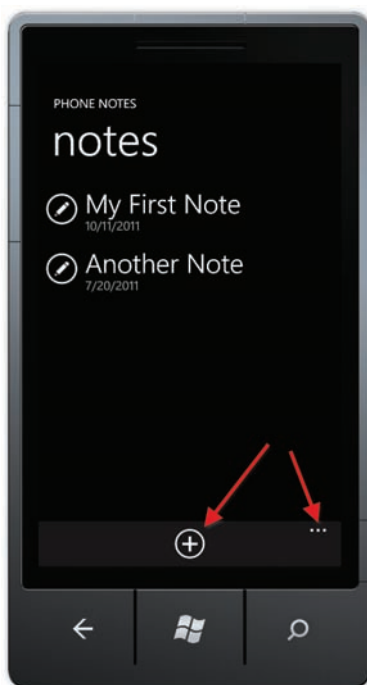 PHONE NOTES
notes
My First Note
10/11/2011
Another Note
7/20/2011